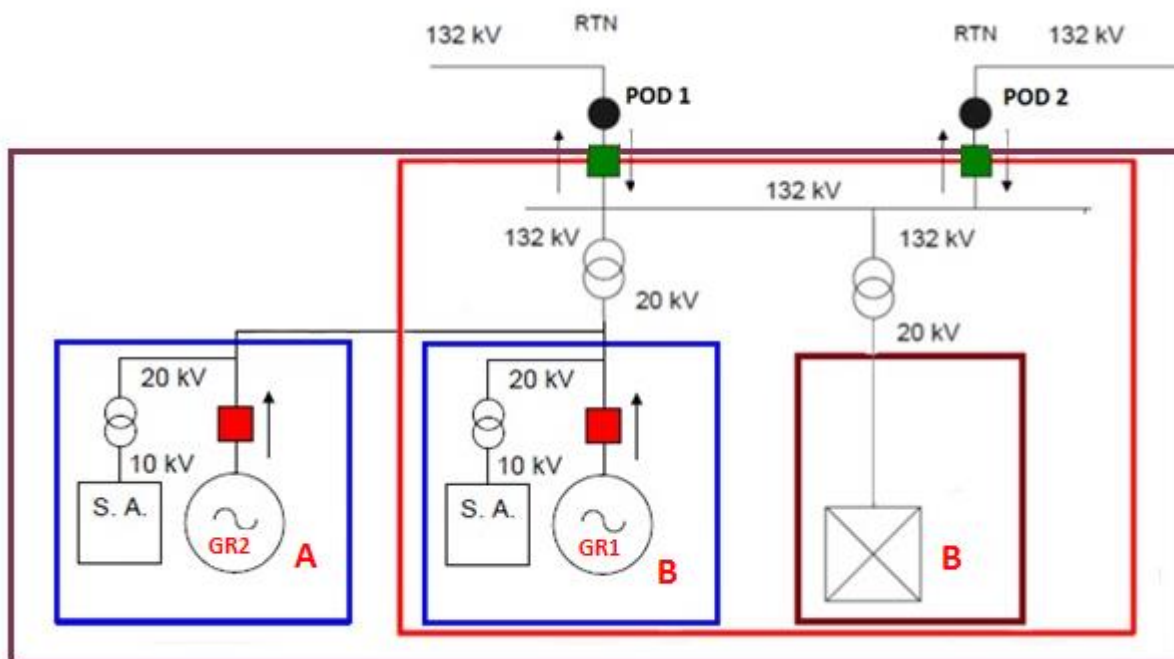 RTN
132 kV
RTN
132 kV
POD 1
POD 2
132 kV
132 kV
132 kV
20 kV
20 kV
20 kV
20 kV
10 kV
10 kV
S. A.
S. A.
GR2
A
GR1
B
B